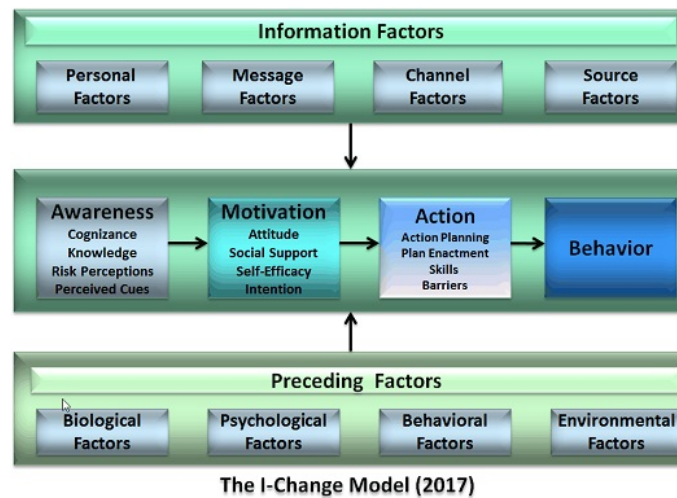 Information Factors
Personal
Factors
Message
Factors
Channel
Factors
Source
Factors
Awareness
Cognizance
Knowledge
Risk Perceptions
Perceived Cues
Motivation
Attitude
Social Support
Self-Efficacy
Intention
Action
Action Planning
Plan Enactment
Skills
Barriers
Behavior
Preceding Factors
Biological
Factors
Psychological
Factors
Behavioral
Factors
Environmental
Factors
The I-Change Model (2017)